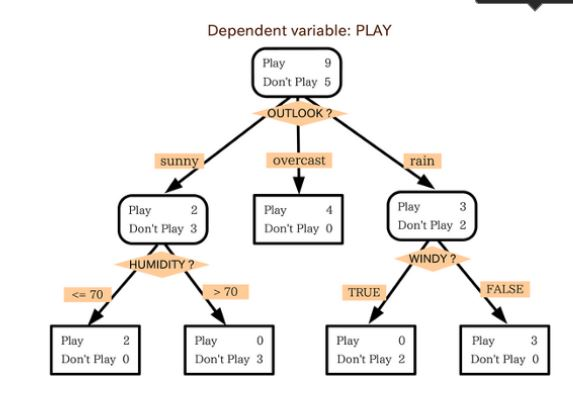 Dependent variable: PLAY
Play 9
Don't Play 5
OUTLOOK ?
sunny
overcast
rain
Play 2
Don't Play 3
Play 4
Don't Play 0
Play 3
Don't Play 2
HUMIDITY ?
WINDY ?
<= 70
> 70
TRUE
FALSE
Play 2
Don't Play 0
Play 0
Don't Play 3
Play 0
Don't Play 2
Play 3
Don't Play 0